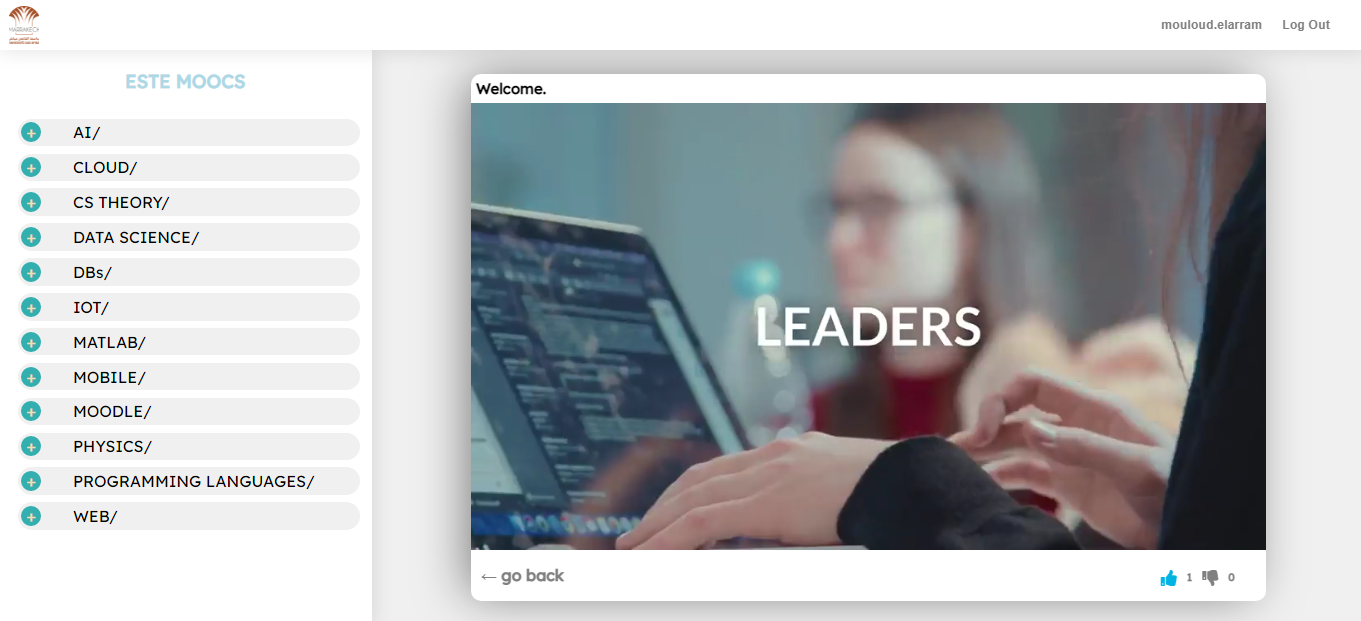 MARRAKECH
mouloud.elarram
Log Out
ESTE MOOCS
+ AI/
+ CLOUD/
+ CS THEORY/
+ DATA SCIENCE/
+ DBs/
+ IOT/
+ MATLAB/
+ MOBILE/
+ MOODLE/
+ PHYSICS/
+ PROGRAMMING LANGUAGES/
+ WEB/
Welcome.
LEADERS
← go back
1
0